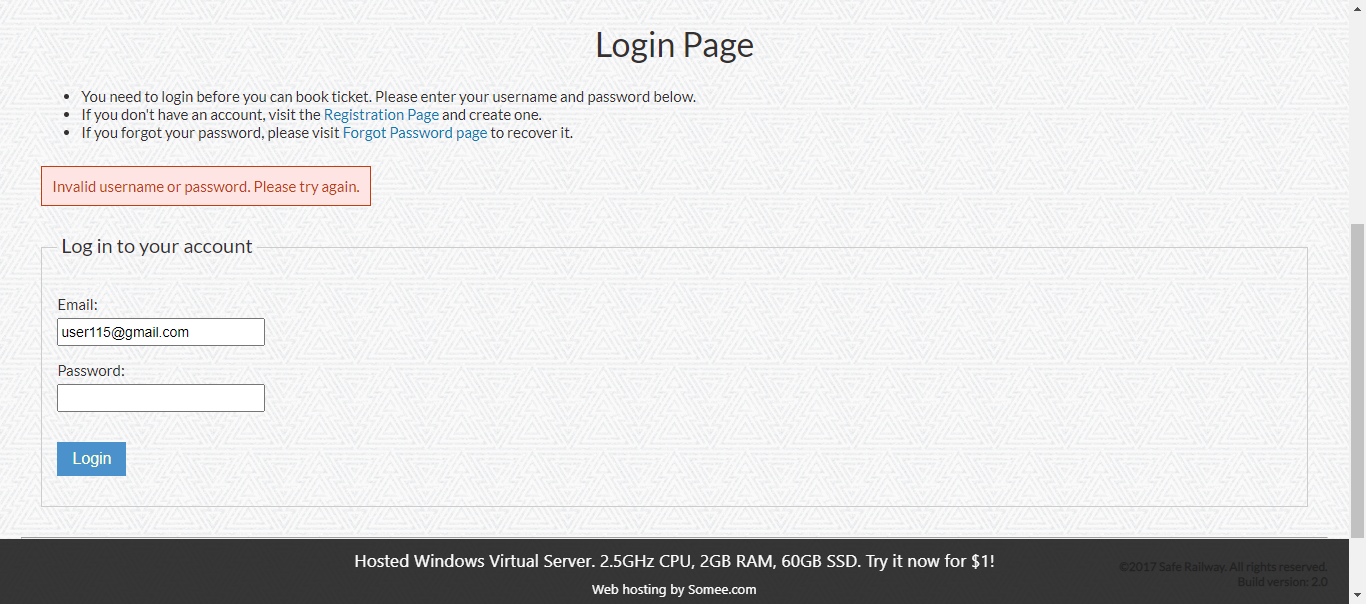 Login Page
You need to login before you can book ticket. Please enter your username and password below.
If you don't have an account, visit the Registration Page and create one.
If you forgot your password, please visit Forgot Password page to recover it.
Invalid username or password. Please try again.
Log in to your account
Email:
user115@gmail.com
Password:
Login
Hosted Windows Virtual Server. 2.5GHz CPU, 2GB RAM, 60GB SSD. Try it now for $1!
Web hosting by Somee.com
©2017 Safe Railway. All rights reserved.
Build version: 2.0